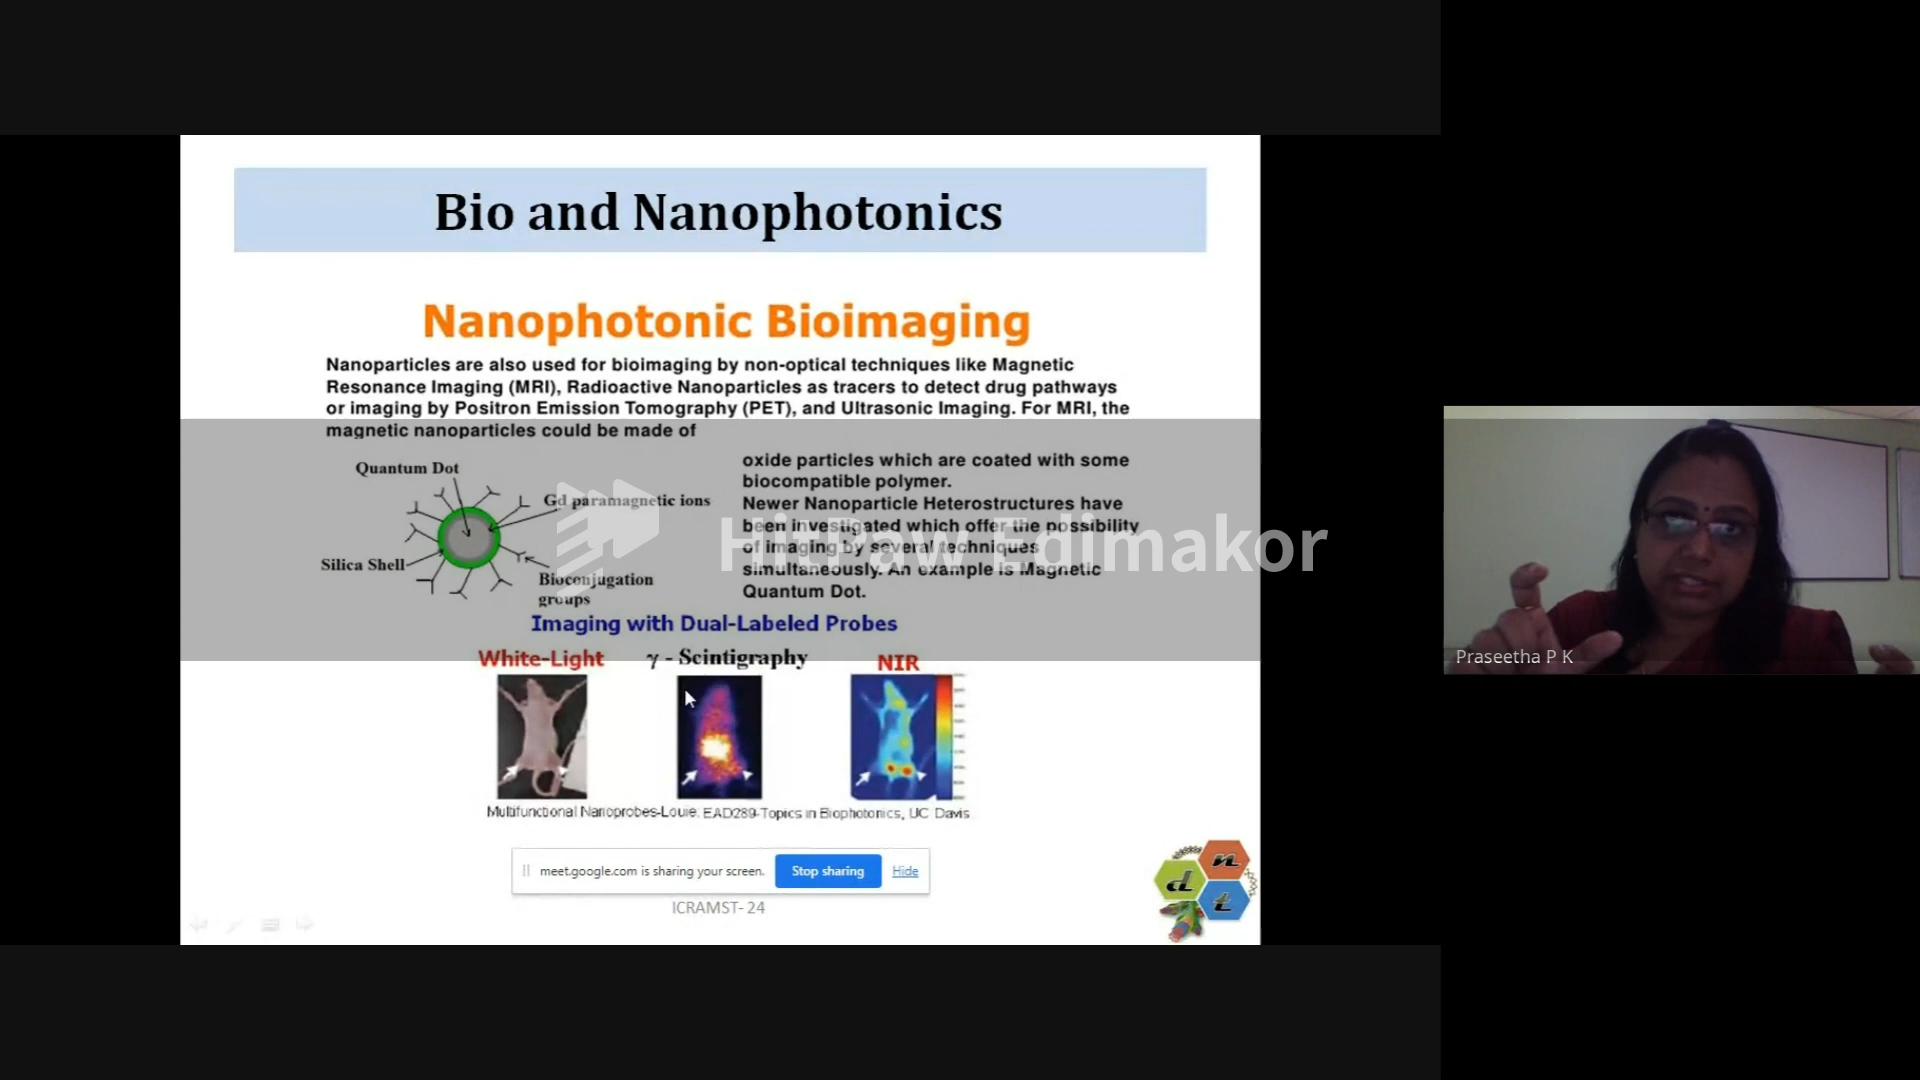 Bio and Nanophotonics
Nanophotonic Bioimaging
Nanoparticles are also used for bioimaging by non-optical techniques like Magnetic
Resonance Imaging (MRI), Radioactive Nanoparticles as tracers to detect drug pathways
or imaging by Positron Emission Tomography (PET), and Ultrasonic Imaging. For MRI, the
magnetic nanoparticles could be made of
oxide particles which are coated with some
biocompatible polymer.
Newer Nanoparticle Heterostructures have
been investigated which offer the possibility
of imaging by several techniques
simultaneously. An example is Magnetic
Quantum Dot.
Quantum Dot
Gd paramagnetic ions
Silica Shell
Bioconjugation
groups
HitPaw Edimakor
Imaging with Dual-Labeled Probes
White-Light
γ - Scintigraphy
NIR
Multifunctional Nanoprobes-Louie. EAD289-Topics in Biophotonics, UC Davis
meet.google.com is sharing your screen.
Stop sharing
Hide
ICRAMST- 24
n
d
t
Praseetha P K